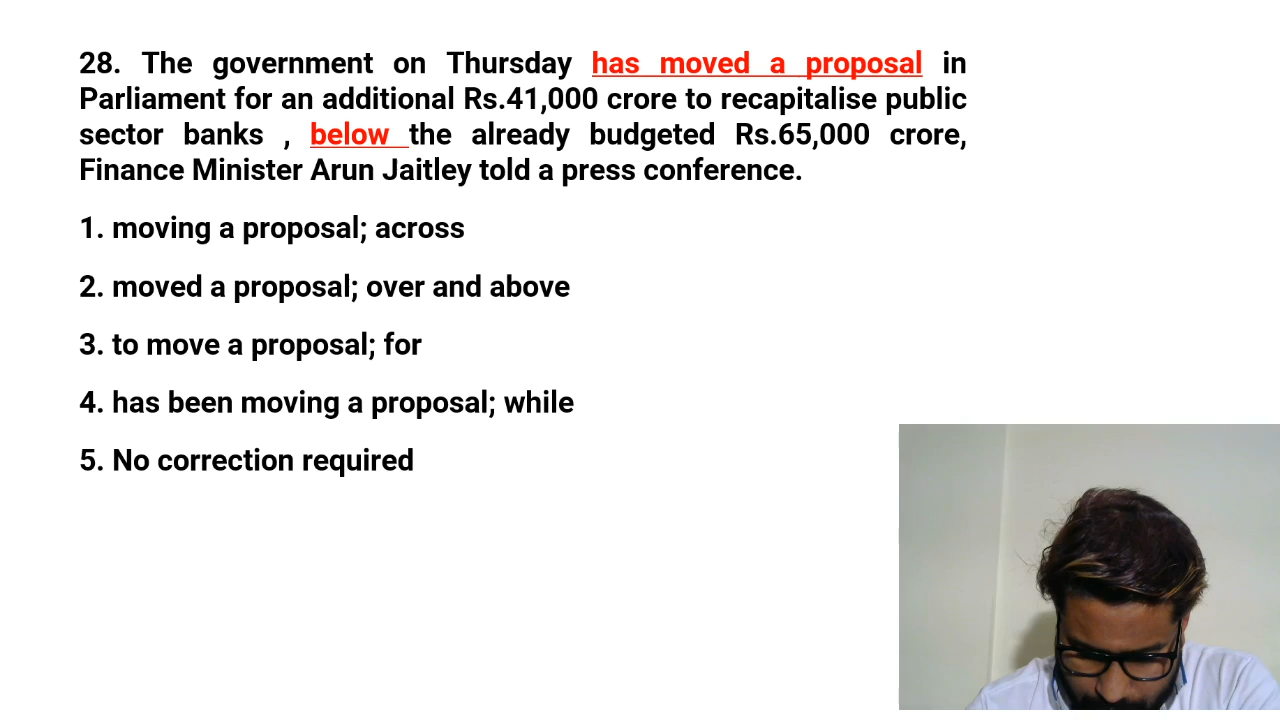 28. The government on Thursday has moved a proposal in
Parliament for an additional Rs.41,000 crore to recapitalise public
sector banks , below the already budgeted Rs.65,000 crore,
Finance Minister Arun Jaitley told a press conference.
1. moving a proposal; across
2. moved a proposal; over and above
3. to move a proposal; for
4. has been moving a proposal; while
5. No correction required